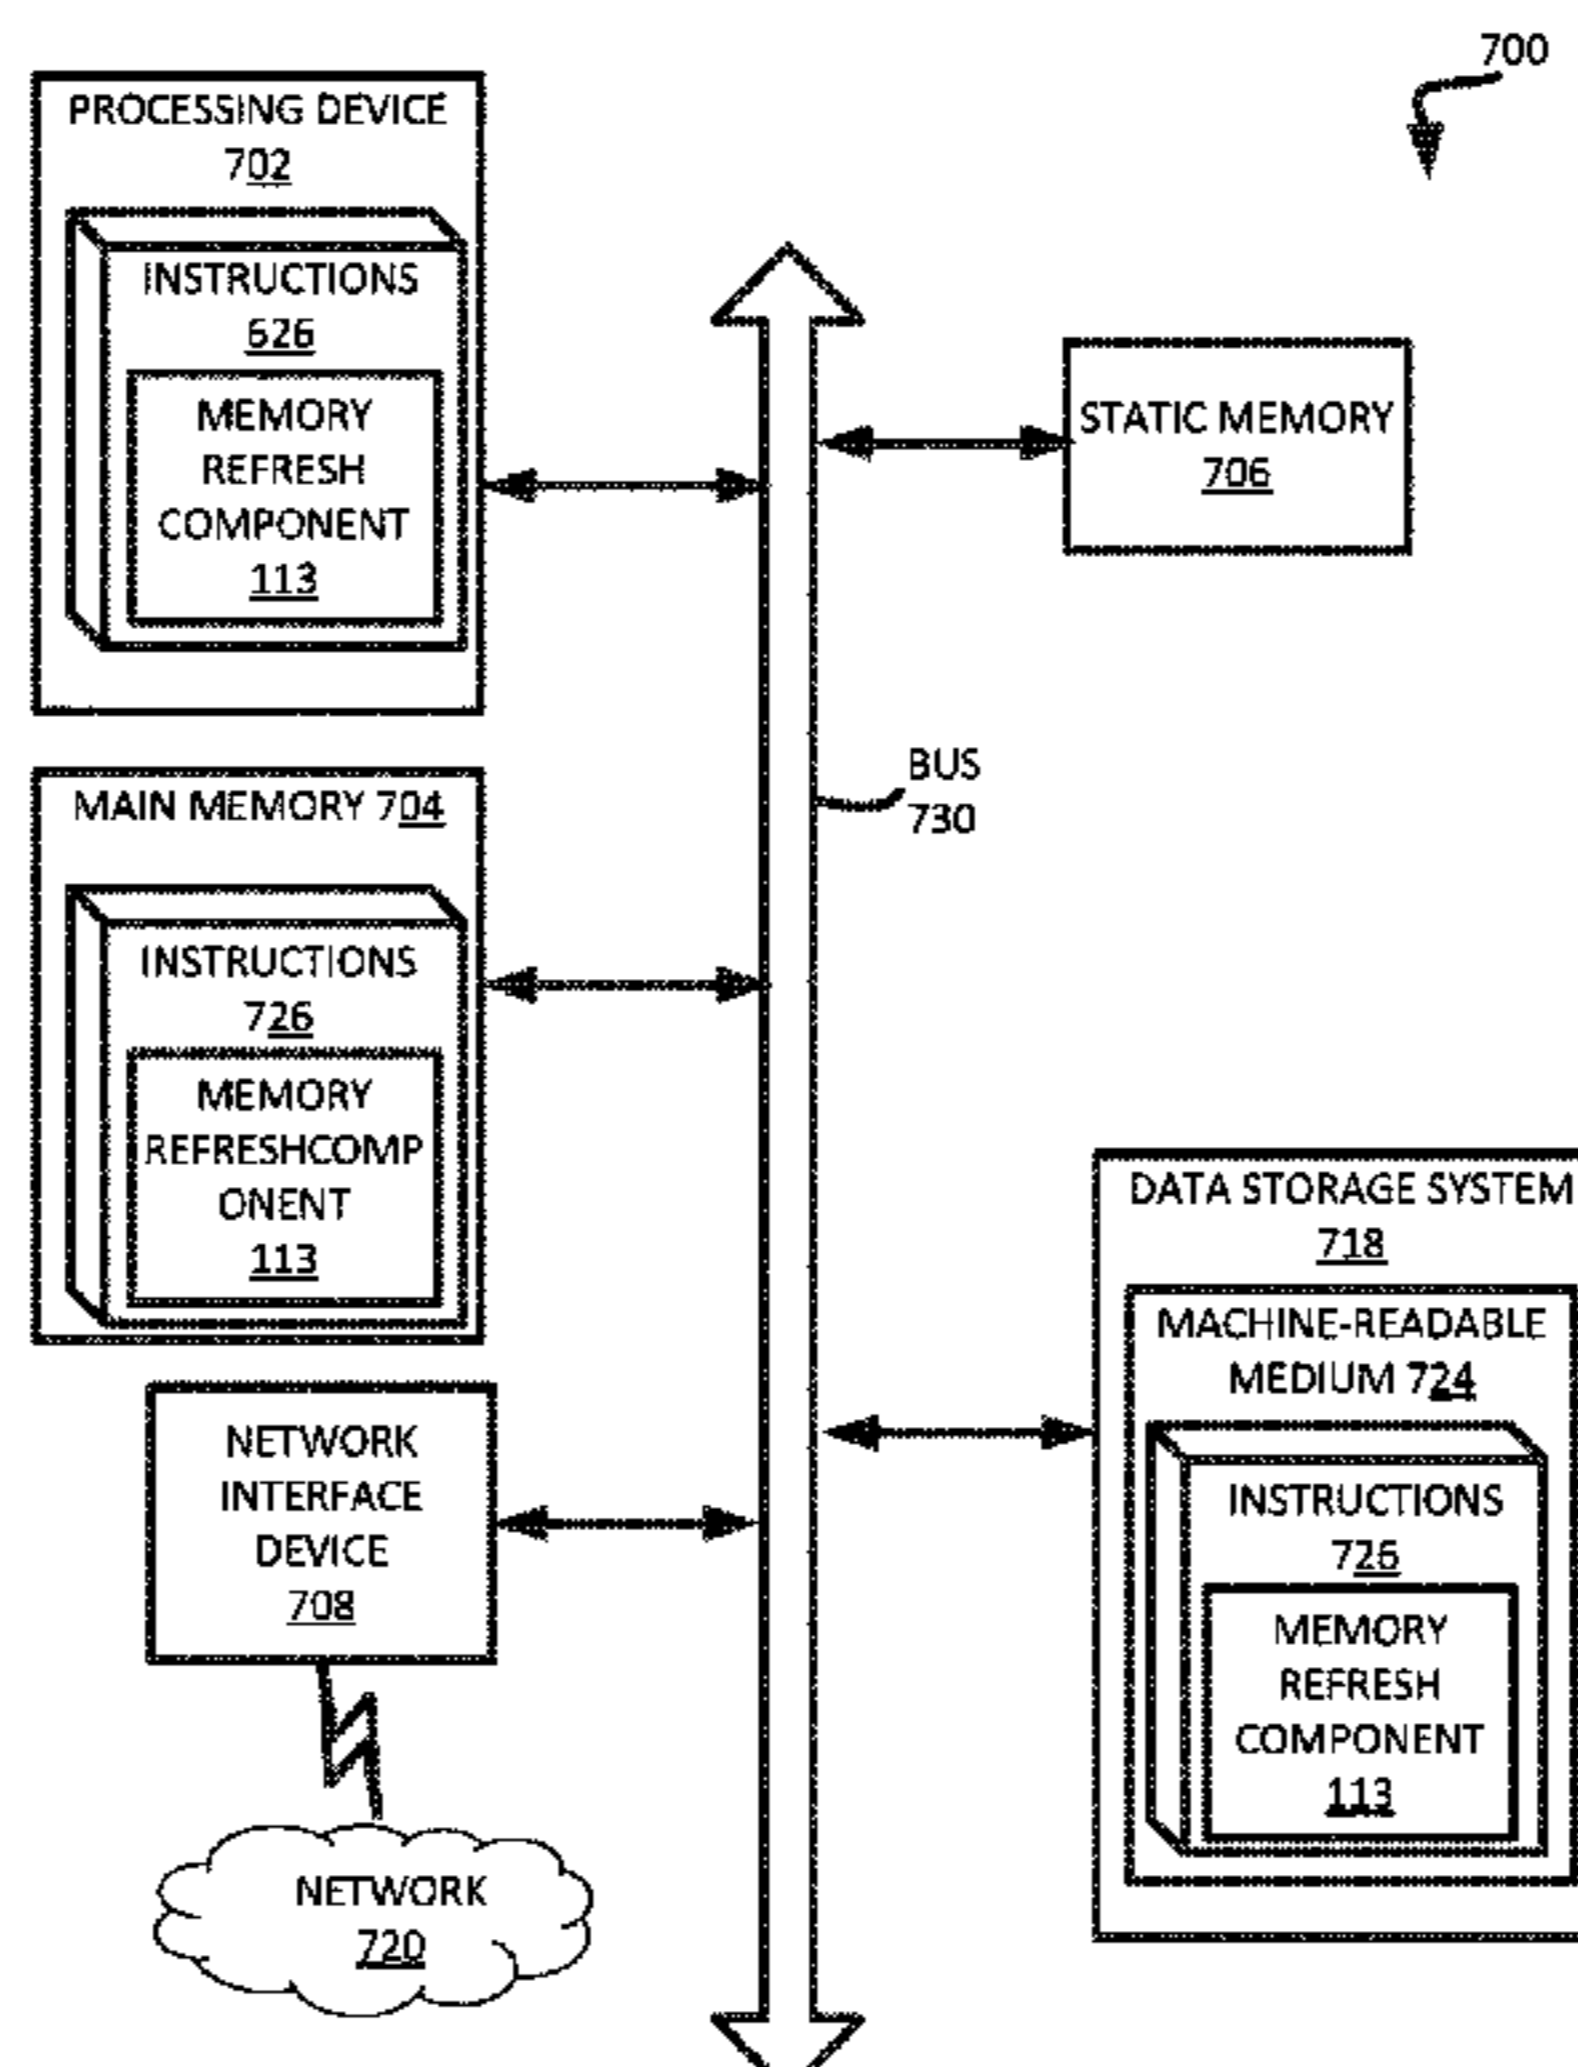 700
PROCESSING DEVICE
702
INSTRUCTIONS
626
MEMORY
REFRESH
COMPONENT
113
STATIC MEMORY
706
BUS
730
MAIN MEMORY 704
INSTRUCTIONS
726
MEMORY
REFRESHCOMP
ONENT
113
DATA STORAGE SYSTEM
718
MACHINE-READABLE
MEDIUM 724
INSTRUCTIONS
726
MEMORY
REFRESH
COMPONENT
113
NETWORK
INTERFACE
DEVICE
708
NETWORK
720